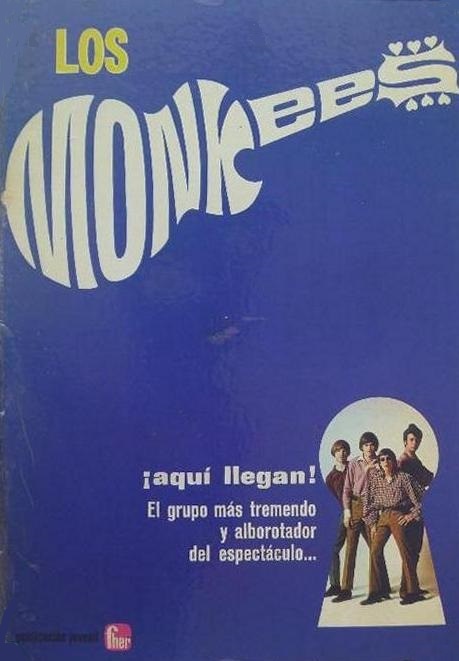 LOS
MONKEES
¡aquí llegan!
El grupo más tremendo
y alborotador
del espectáculo...
publicación juvenil fher